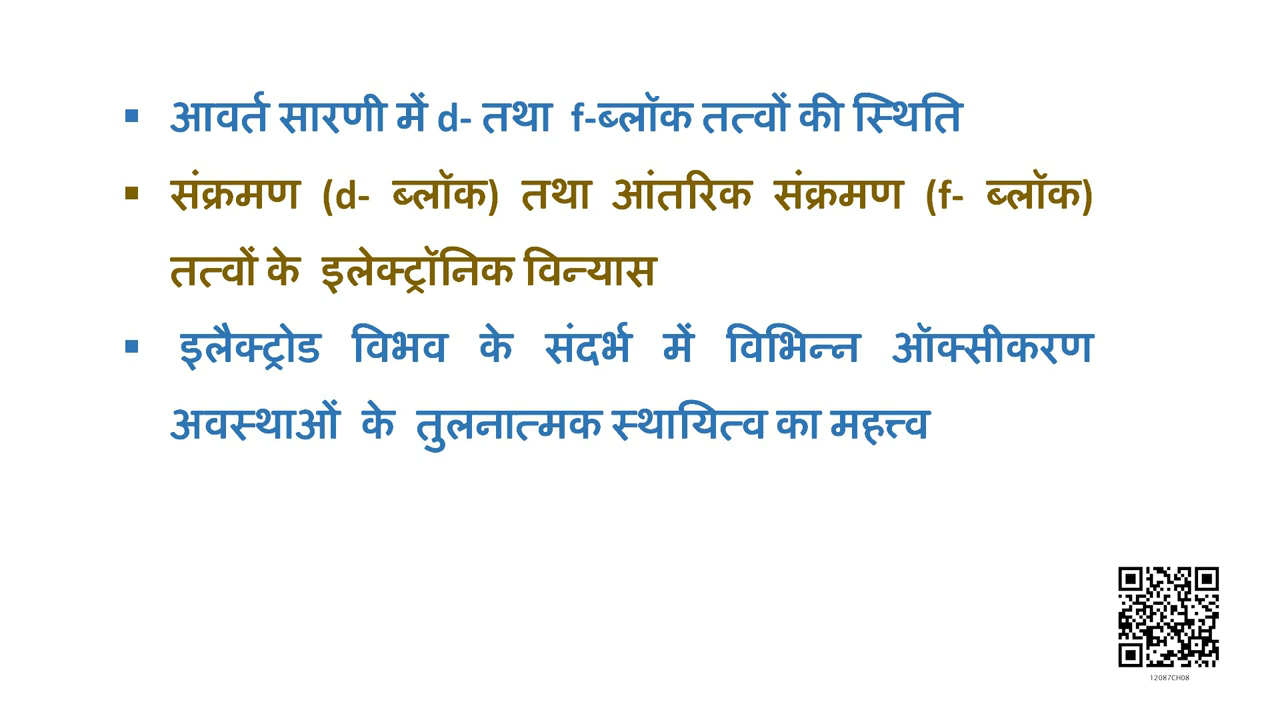 ▪ आवर्त सारणी में d- तथा f-ब्लॉक तत्वों की स्थिति
▪ संक्रमण (d- ब्लॉक) तथा आंतरिक संक्रमण (f- ब्लॉक)
तत्वों के इलेक्ट्रॉनिक विन्यास
▪ इलैक्ट्रोड विभव के संदर्भ में विभिन्न ऑक्सीकरण
अवस्थाओं के तुलनात्मक स्थायित्व का महत्त्व
12087CH08